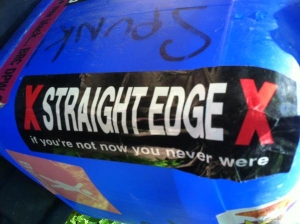 SPUNK
X STRAIGHT EDGE X
if you're not now you never were